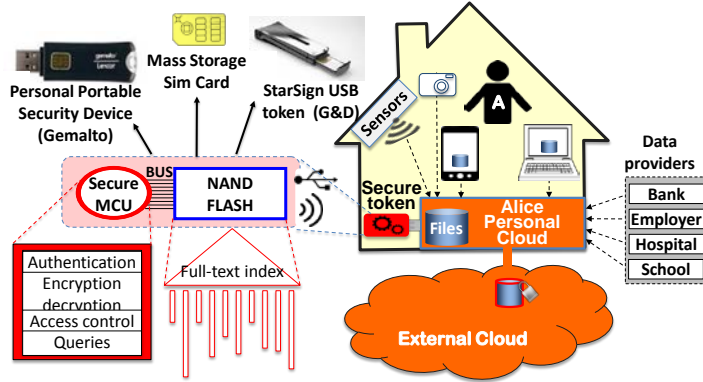 Mass Storage
Sim Card
Personal Portable
Security Device
(Gemalto)
StarSign USB
token (G&D)
gemalto
A
Sensors
Data
providers
Bank
Employer
Hospital
School
BUS
Secure
MCU
NAND
FLASH
Secure
token
Files
Alice
Personal
Cloud
Authentication
Encryption
decryption
Access control
Queries
Full-text index
External Cloud